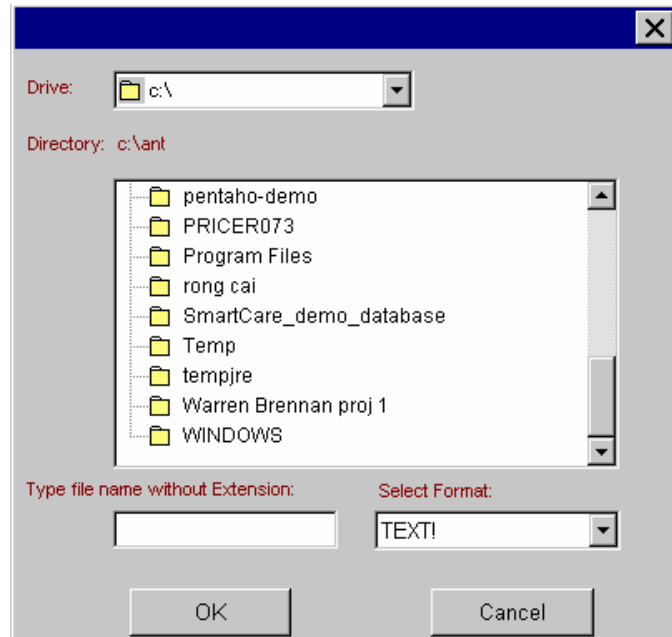 Drive: c:\
Directory: c:\ant
pentaho-demo
PRICER073
Program Files
rong cai
SmartCare_demo_database
Temp
tempjre
Warren Brennan proj 1
WINDOWS
Type file name without Extension: Select Format:
TEXT!
OK Cancel